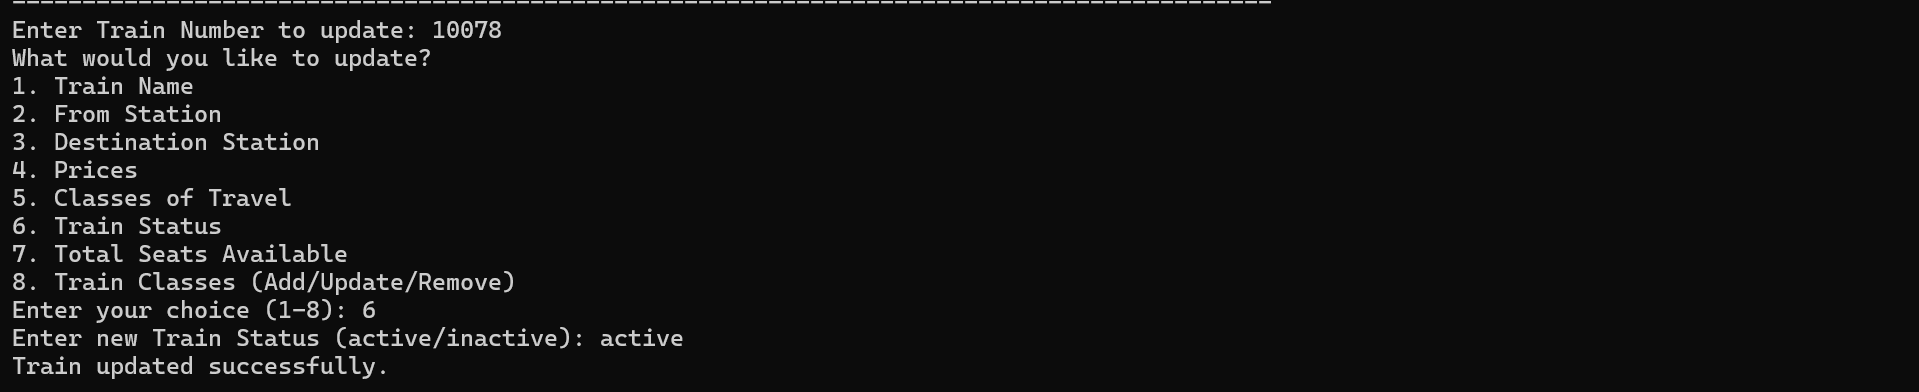 Enter Train Number to update: 10078
What would you like to update?
1. Train Name
2. From Station
3. Destination Station
4. Prices
5. Classes of Travel
6. Train Status
7. Total Seats Available
8. Train Classes (Add/Update/Remove)
Enter your choice (1-8): 6
Enter new Train Status (active/inactive): active
Train updated successfully.